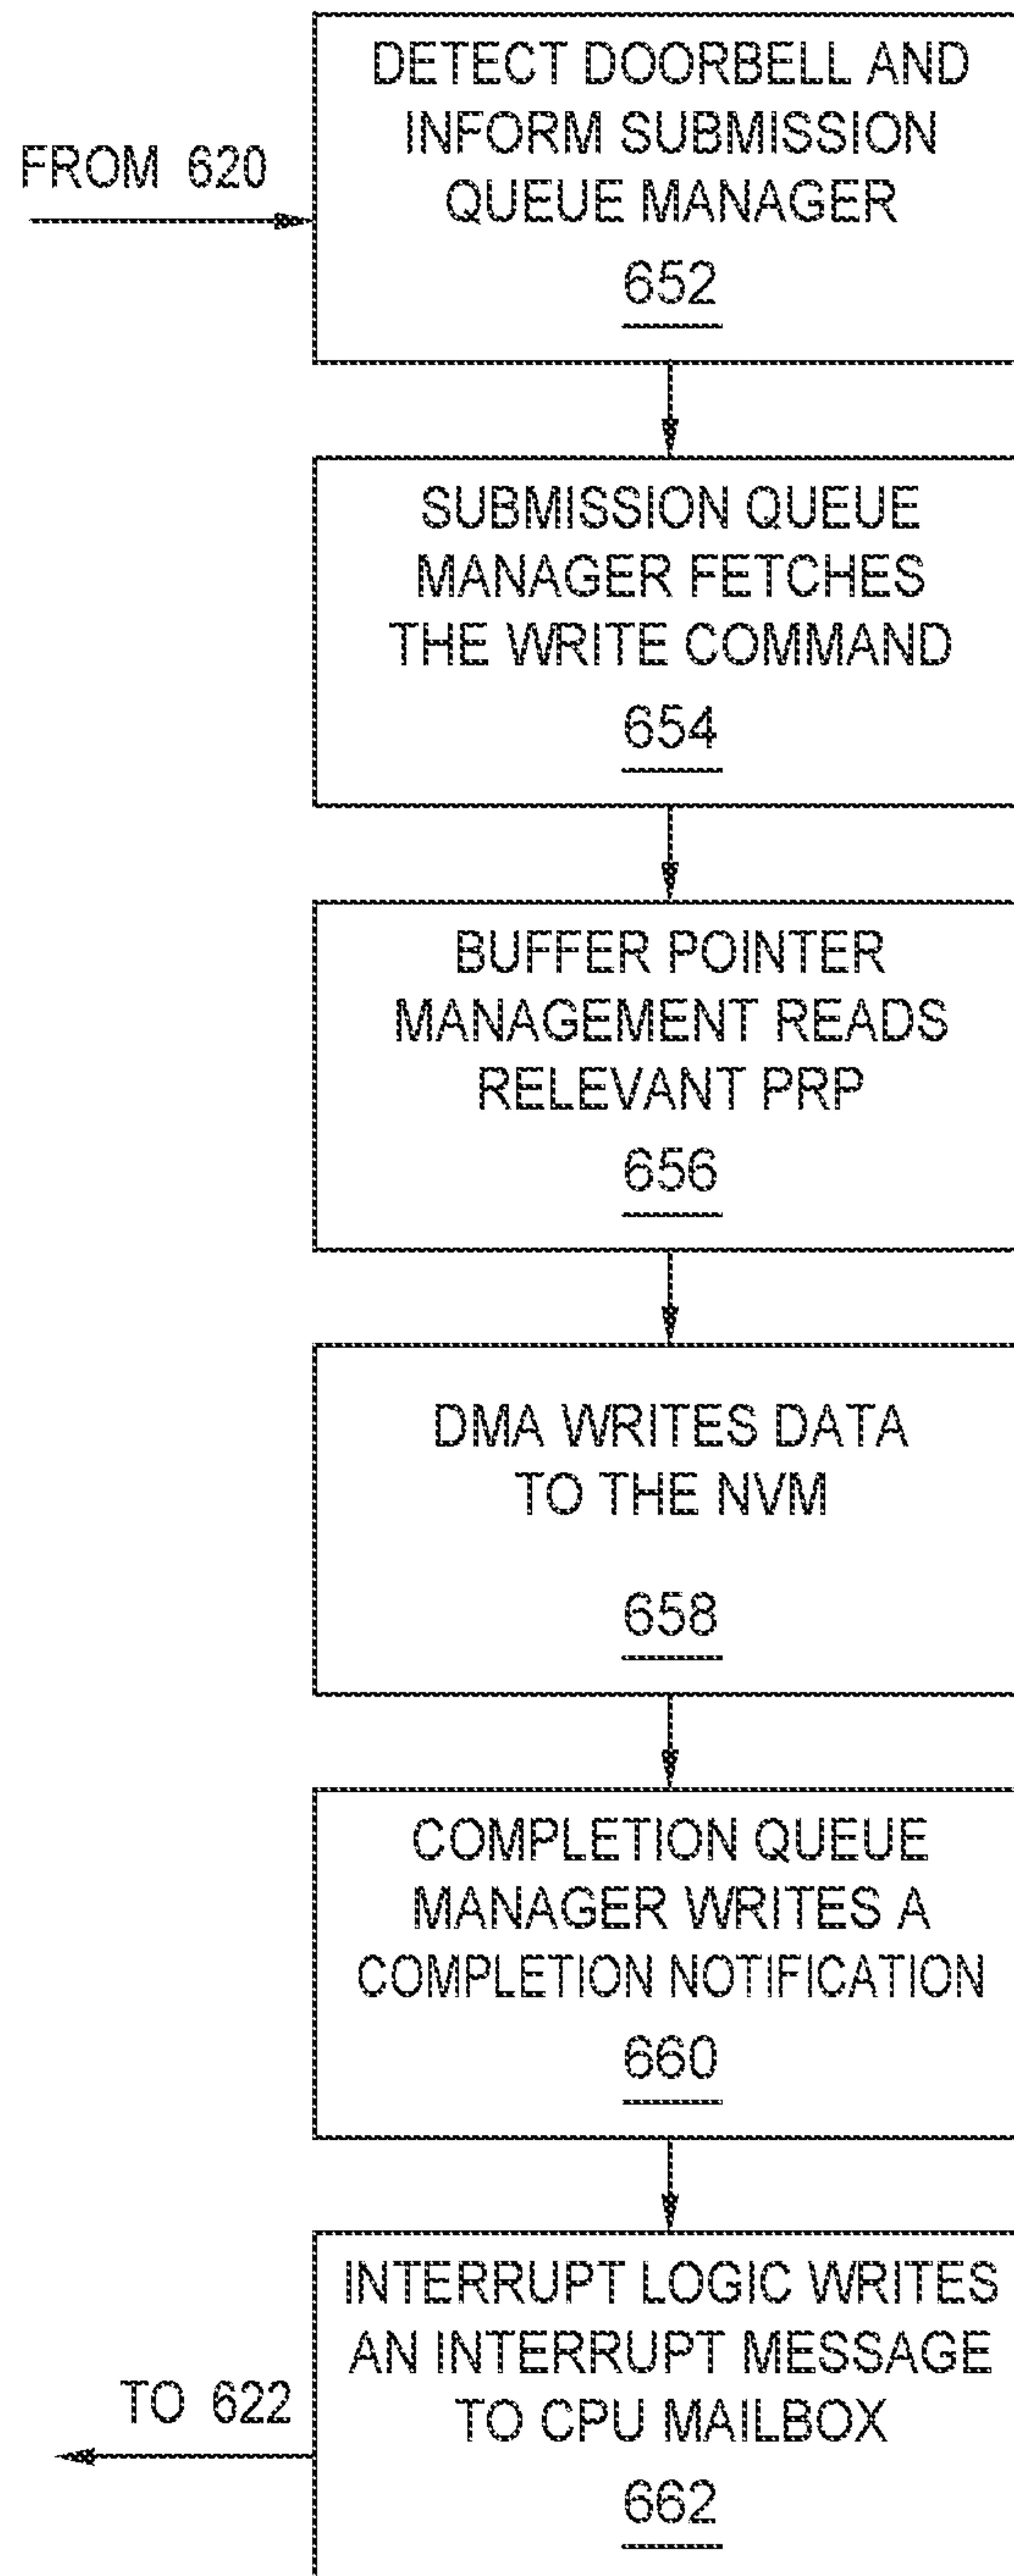 DETECT DOORBELL AND
INFORM SUBMISSION
QUEUE MANAGER
652
FROM 620
SUBMISSION QUEUE
MANAGER FETCHES
THE WRITE COMMAND
654
BUFFER POINTER
MANAGEMENT READS
RELEVANT PRP
656
DMA WRITES DATA
TO THE NVM
658
COMPLETION QUEUE
MANAGER WRITES A
COMPLETION NOTIFICATION
660
INTERRUPT LOGIC WRITES
AN INTERRUPT MESSAGE
TO CPU MAILBOX
662
TO 622